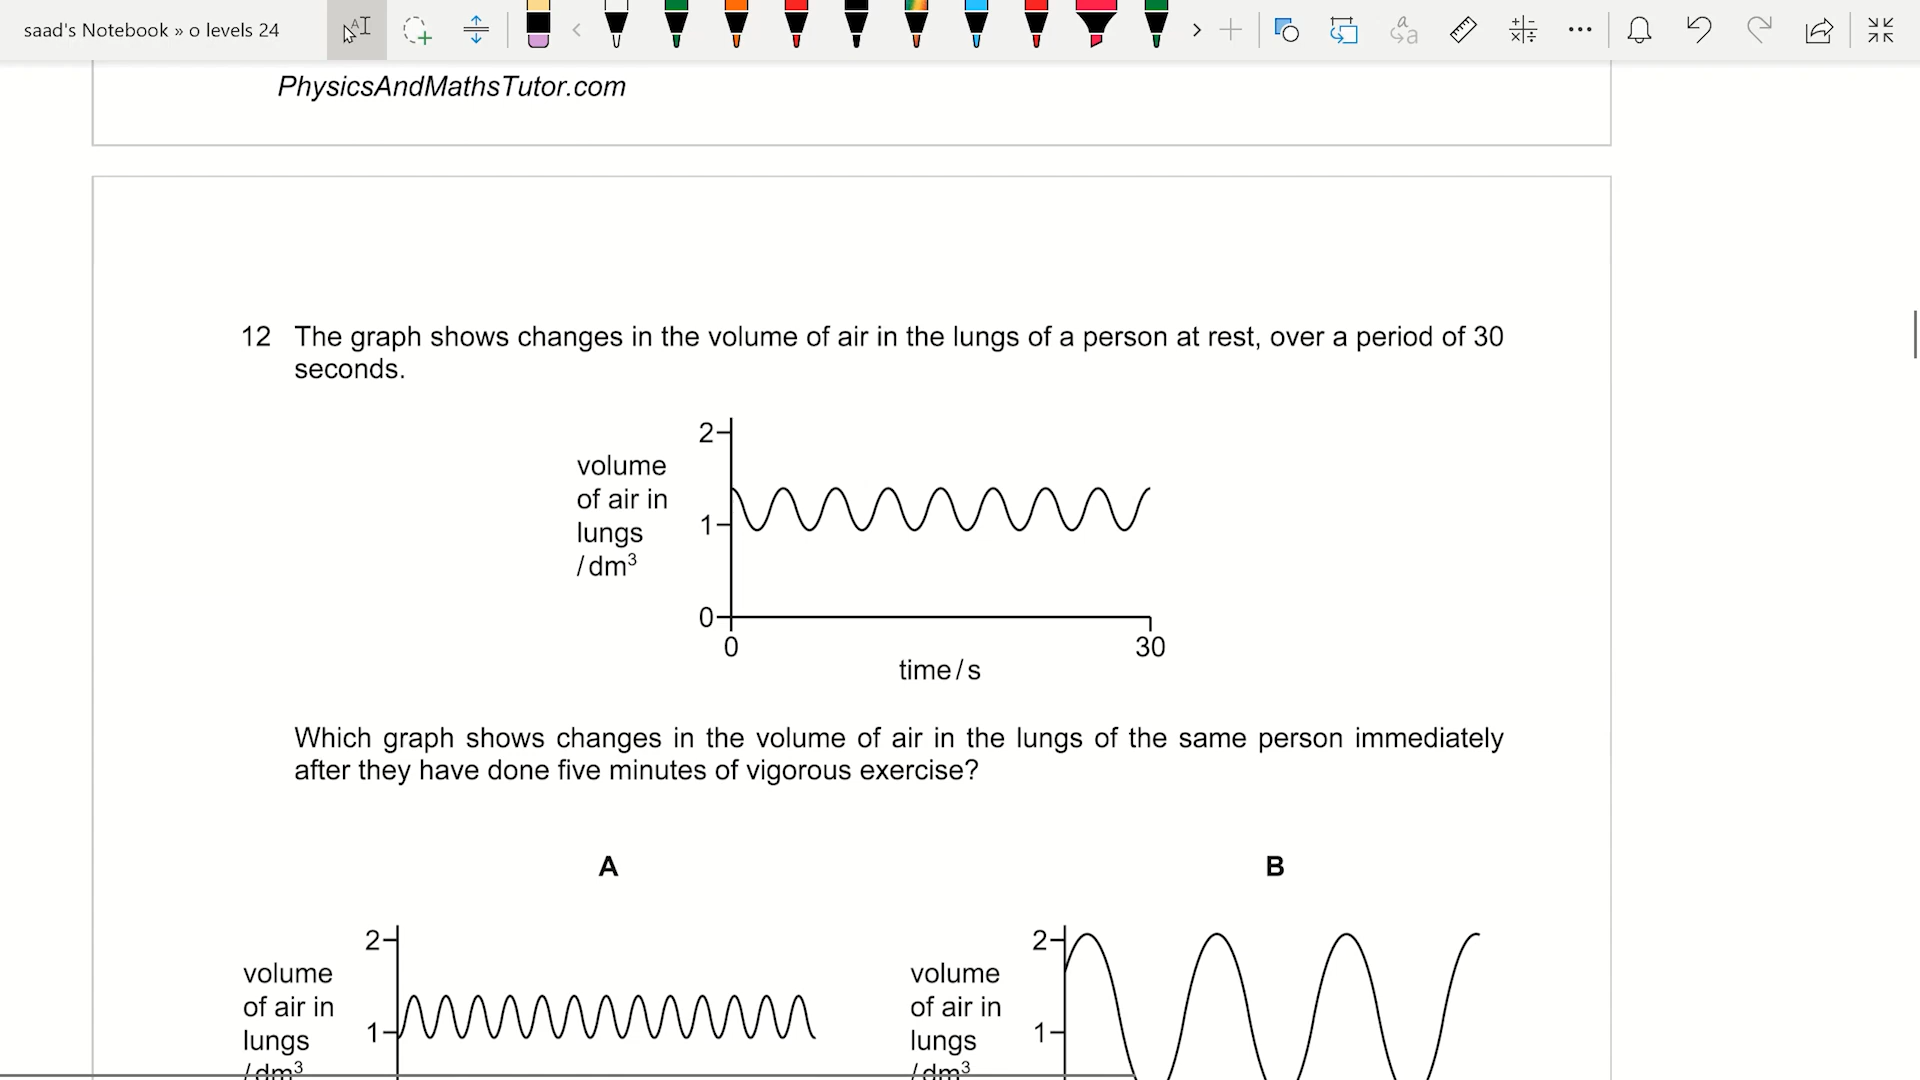 saad's Notebook » o levels 24
PhysicsAndMathsTutor.com
12 The graph shows changes in the volume of air in the lungs of a person at rest, over a period of 30
seconds.
2
volume
of air in
lungs
/dm³
1
0
0
30
time/s
Which graph shows changes in the volume of air in the lungs of the same person immediately
after they have done five minutes of vigorous exercise?
A
B
2
volume
of air in
lungs
/dm³
1
2
volume
of air in
lungs
/dm³
1